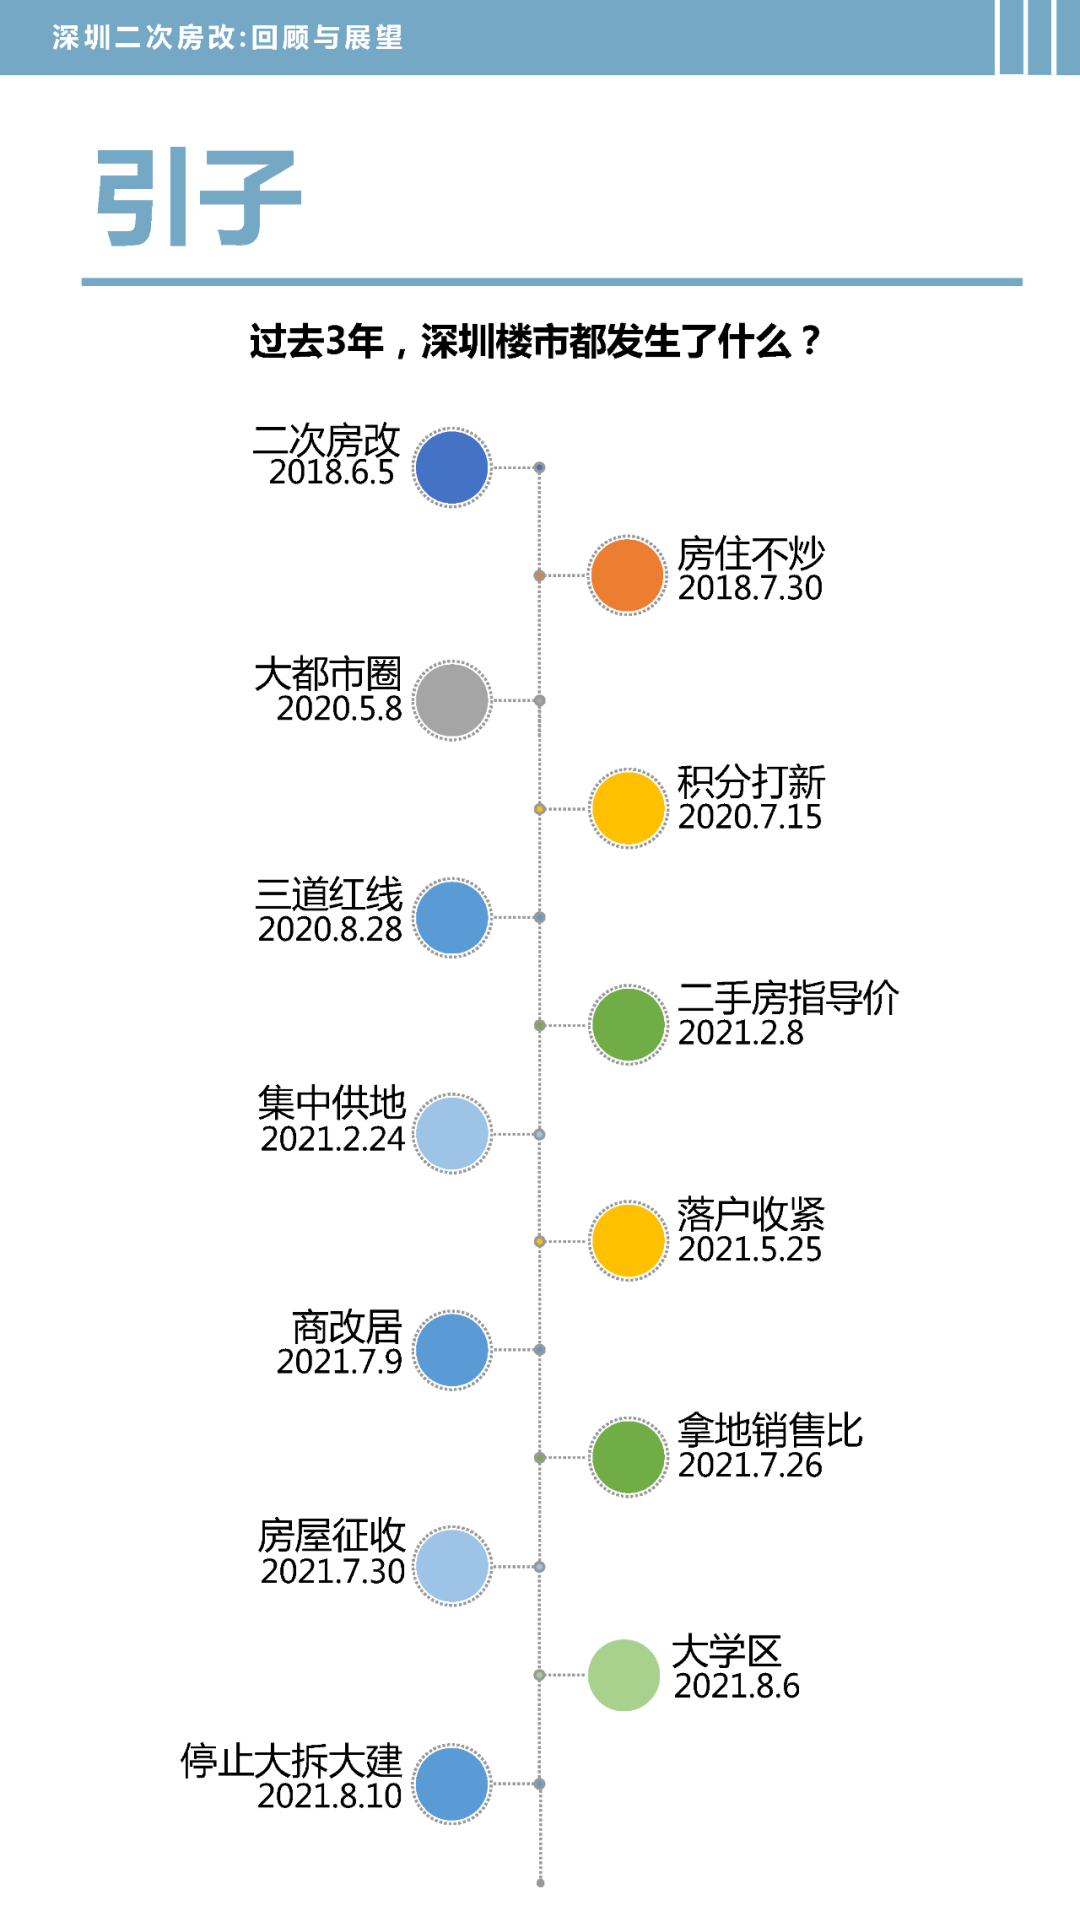 深圳二次房改:回顾与展望
引子
过去3年，深圳楼市都发生了什么？
二次房改
2018.6.5
房住不炒
2018.7.30
大都市圈
2020.5.8
积分打新
2020.7.15
三道红线
2020.8.28
二手房指导价
2021.2.8
集中供地
2021.2.24
落户收紧
2021.5.25
商改居
2021.7.9
拿地销售比
2021.7.26
房屋征收
2021.7.30
大学区
2021.8.6
停止大拆大建
2021.8.10